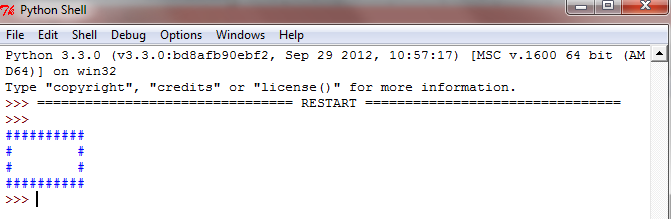 Python Shell
File Edit Shell Debug Options Windows Help
Python 3.3.0 (v3.3.0:bd8afb90ebf2, Sep 29 2012, 10:57:17) [MSC v.1600 64 bit (AM
D64)] on win32
Type "copyright", "credits" or "license()" for more information.
>>> ================================ RESTART ================================
>>>
##########
#        #
#        #
##########
>>>